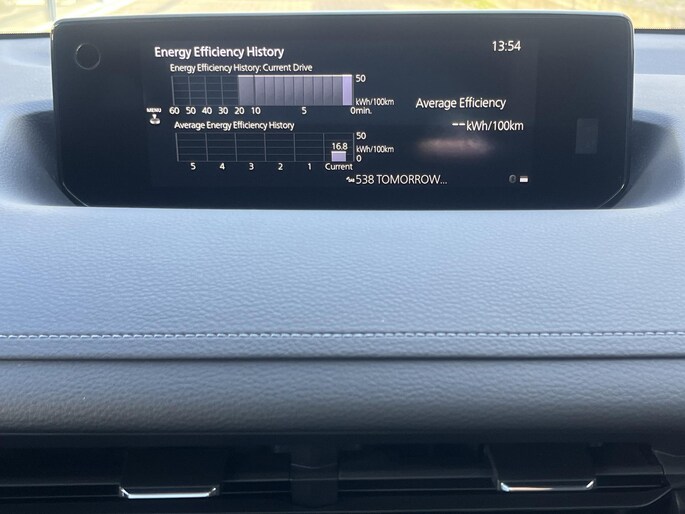 Energy Efficiency History
13:54
Energy Efficiency History: Current Drive
50
kWh/100km
60 50 40 30 20 10 5 0min.
MENU
Average Energy Efficiency History
50
16.8
kWh/100km
0
5 4 3 2 1 Current
Average Efficiency
--kWh/100km
538 TOMORROW...